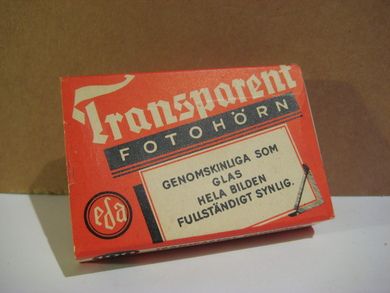 Transparent
FOTOHÖRN
GENOMSKINLIGA SOM
GLAS
HELA BILDEN
FULLSTÄNDIGT SYNLIG.
eda